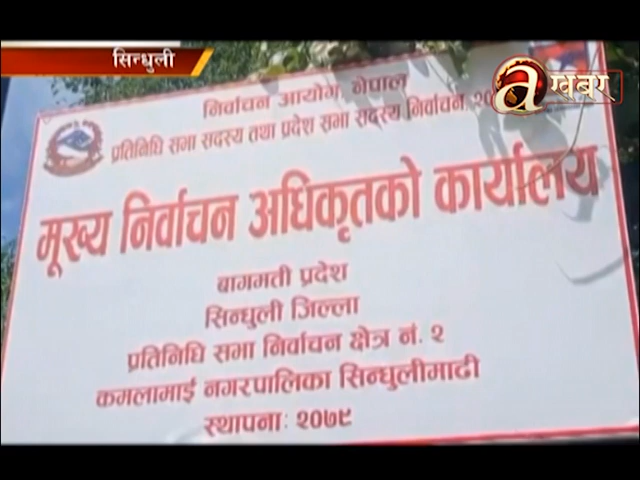 सिन्धुली
a खबर
निर्वाचन आयोग नेपाल
प्रतिनिधि सभा सदस्य तथा प्रदेश सभा सदस्य निर्वाचन
मूख्य निर्वाचन अधिकृतको कार्यालय
बागमती प्रदेश
सिन्धुली जिल्ला
प्रतिनिधि सभा निर्वाचन क्षेत्र नं. २
कमलामाई नगरपालिका सिन्धुलीमाढी
स्थापनाः २०७९